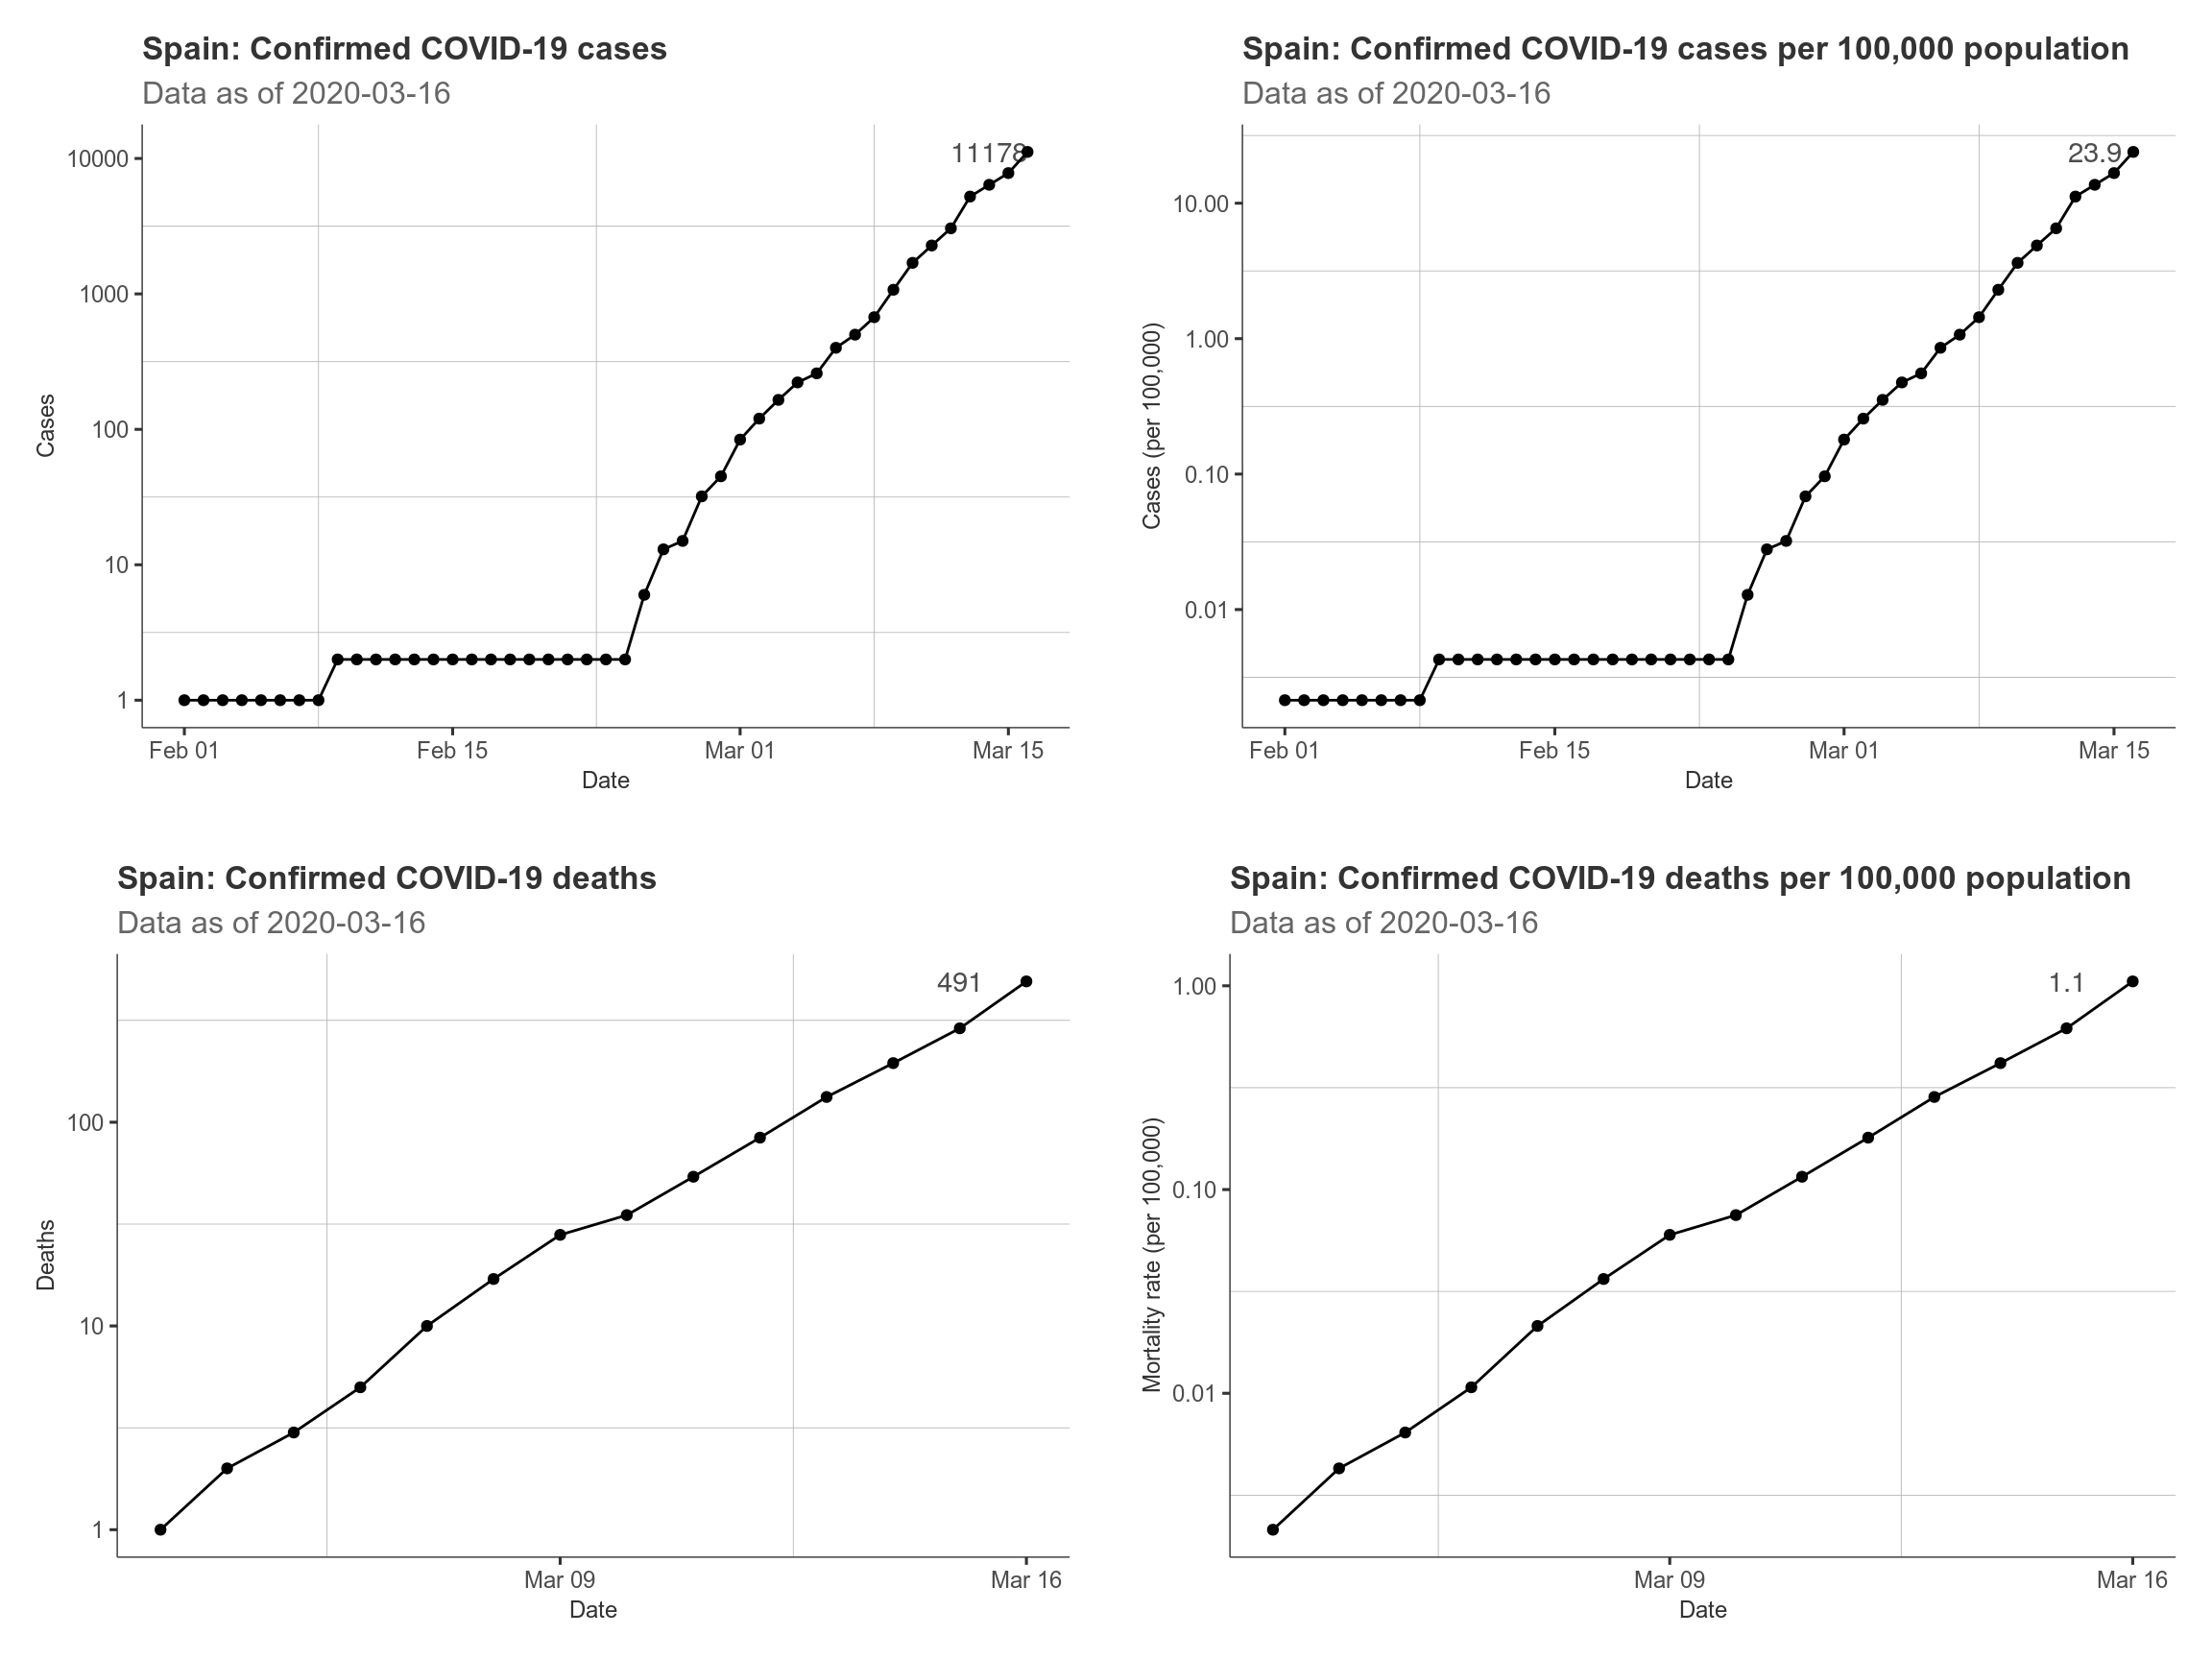 Spain: Confirmed COVID-19 cases
Data as of 2020-03-16
10000
1000
100
10
1
Cases
11178
Feb 01
Feb 15
Mar 01
Mar 15
Date
Spain: Confirmed COVID-19 cases per 100,000 population
Data as of 2020-03-16
10.00
1.00
0.10
0.01
Cases (per 100,000)
23.9
Feb 01
Feb 15
Mar 01
Mar 15
Date
Spain: Confirmed COVID-19 deaths
Data as of 2020-03-16
100
10
1
Deaths
491
Mar 09
Mar 16
Date
Spain: Confirmed COVID-19 deaths per 100,000 population
Data as of 2020-03-16
1.00
0.10
0.01
Mortality rate (per 100,000)
1.1
Mar 09
Mar 16
Date